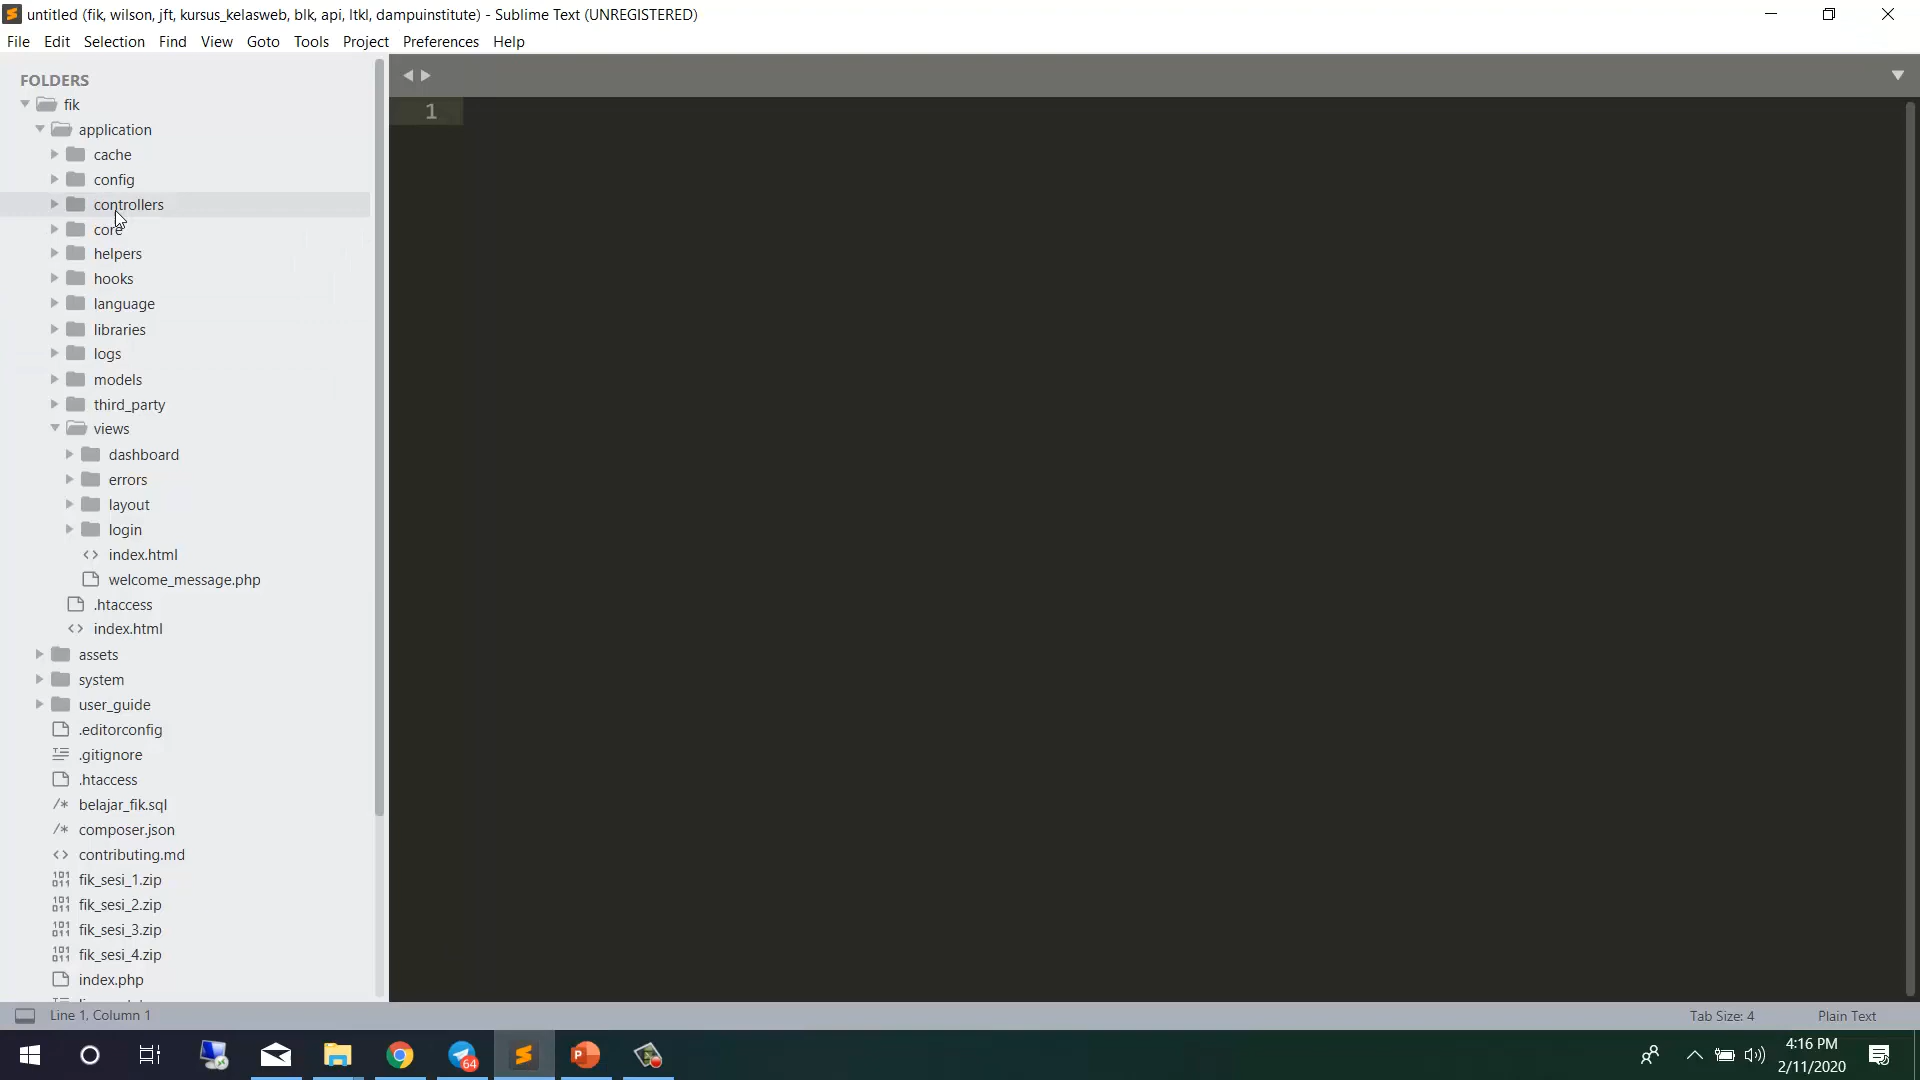 untitled (fik, wilson, jft, kursus_kelasweb, blk, api, ltkl, dampuinstitute) - Sublime Text (UNREGISTERED)
File Edit Selection Find View Goto Tools Project Preferences Help
FOLDERS
fik
1
application
cache
config
controllers
core
helpers
hooks
language
libraries
logs
models
third_party
views
dashboard
errors
layout
login
index.html
welcome_message.php
.htaccess
index.html
assets
system
user_guide
.editorconfig
.gitignore
.htaccess
belajar_fik.sql
composer.json
contributing.md
fik_sesi_1.zip
fik_sesi_2.zip
fik_sesi_3.zip
fik_sesi_4.zip
index.php
Line 1, Column 1 Tab Size: 4 Plain Text
64
4:16 PM
2/11/2020